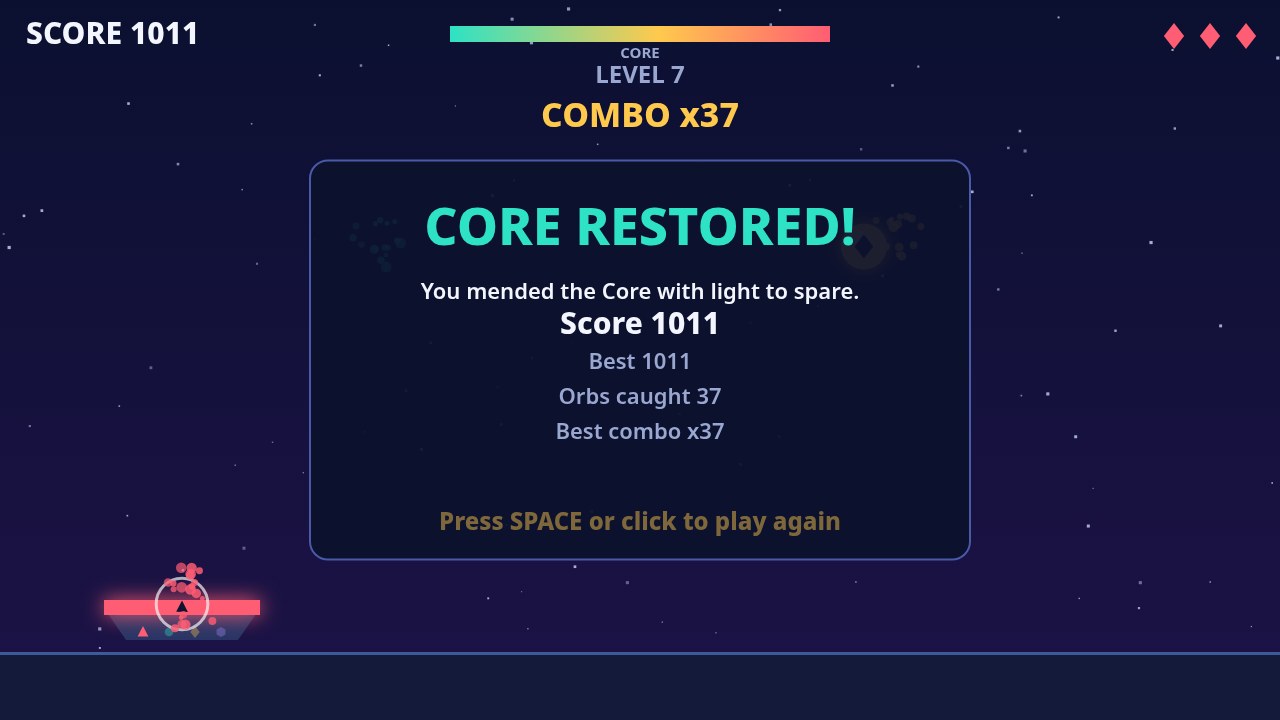 SCORE 1011
CORE
LEVEL 7
COMBO x37
CORE RESTORED!
You mended the Core with light to spare.
Score 1011
Best 1011
Orbs caught 37
Best combo x37
Press SPACE or click to play again